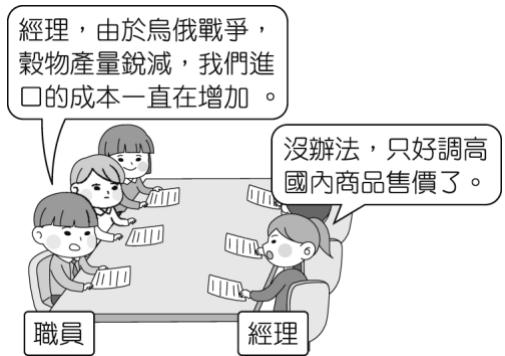 經理,由於烏俄戰爭,
穀物產量銳減,我們進
口的成本一直在增加。
沒辦法,只好調高
國內商品售價了。
職員
經理